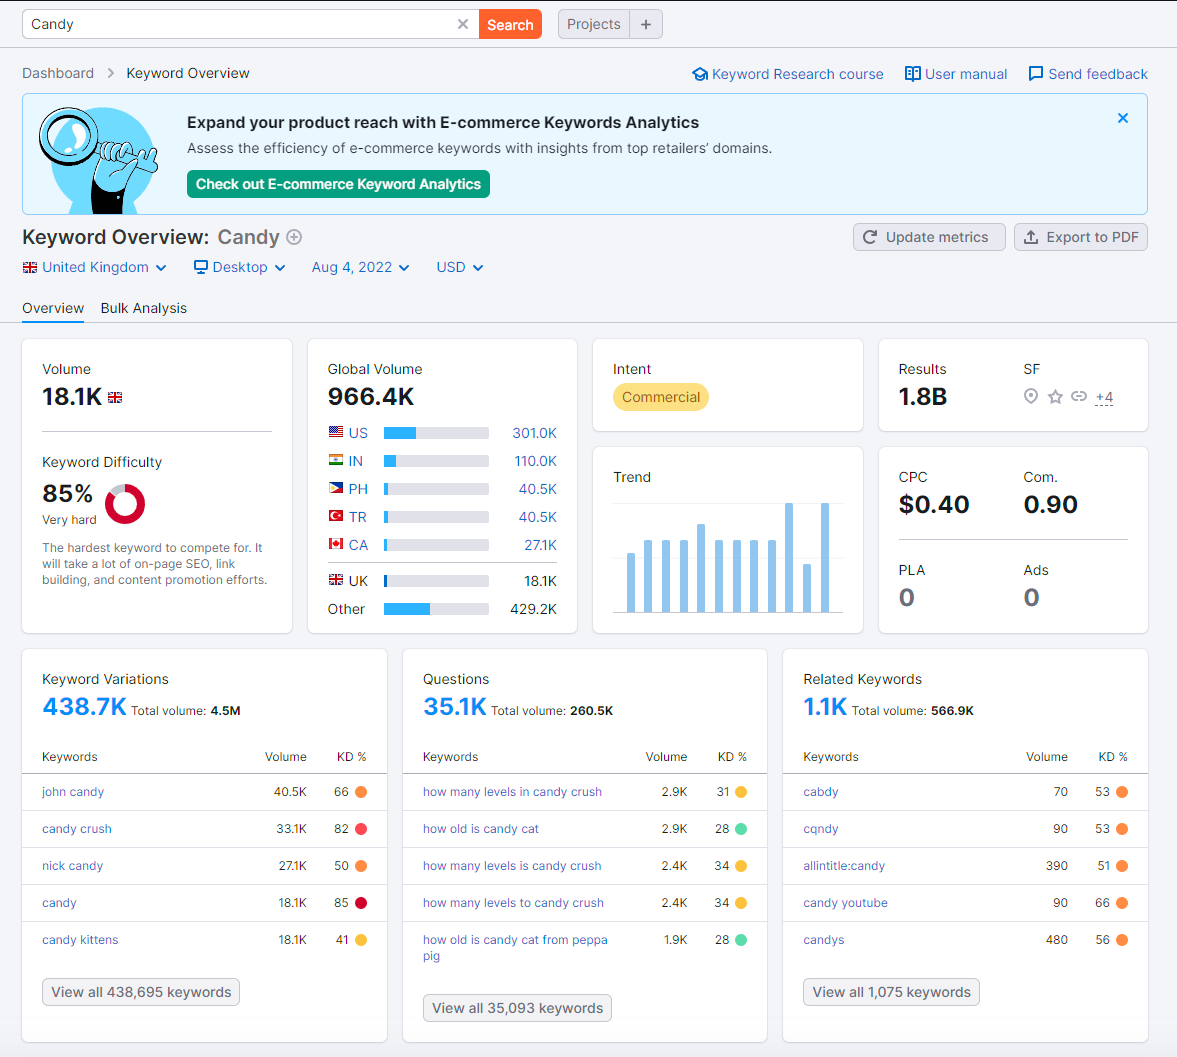 Candy
Search
Projects
+
Dashboard
Keyword Overview
Keyword Research course
User manual
Send feedback
Expand your product reach with E-commerce Keywords Analytics
Assess the efficiency of e-commerce keywords with insights from top retailers’ domains.
Check out E-commerce Keyword Analytics
Keyword Overview: Candy
Update metrics
Export to PDF
United Kingdom
Desktop
Aug 4, 2022
USD
Overview
Bulk Analysis
Volume
18.1K
Keyword Difficulty
85%
Very hard
The hardest keyword to compete for. It
will take a lot of on-page SEO, link
building, and content promotion efforts.
Global Volume
966.4K
US 301.0K
IN 110.0K
PH 40.5K
TR 40.5K
CA 27.1K
UK 18.1K
Other 429.2K
Intent
Commercial
Trend
Results
1.8B
SF
+4
CPC
$0.40
Com.
0.90
PLA
0
Ads
0
Keyword Variations
438.7K Total volume: 4.5M
Keywords Volume KD %
john candy 40.5K 66
candy crush 33.1K 82
nick candy 27.1K 50
candy 18.1K 85
candy kittens 18.1K 41
View all 438,695 keywords
Questions
35.1K Total volume: 260.5K
Keywords Volume KD %
how many levels in candy crush 2.9K 31
how old is candy cat 2.9K 28
how many levels is candy crush 2.4K 34
how many levels to candy crush 2.4K 34
how old is candy cat from peppa 1.9K 28
pig
View all 35,093 keywords
Related Keywords
1.1K Total volume: 566.9K
Keywords Volume KD %
cabdy 70 53
cqndy 90 53
allintitle:candy 390 51
candy youtube 90 66
candys 480 56
View all 1,075 keywords